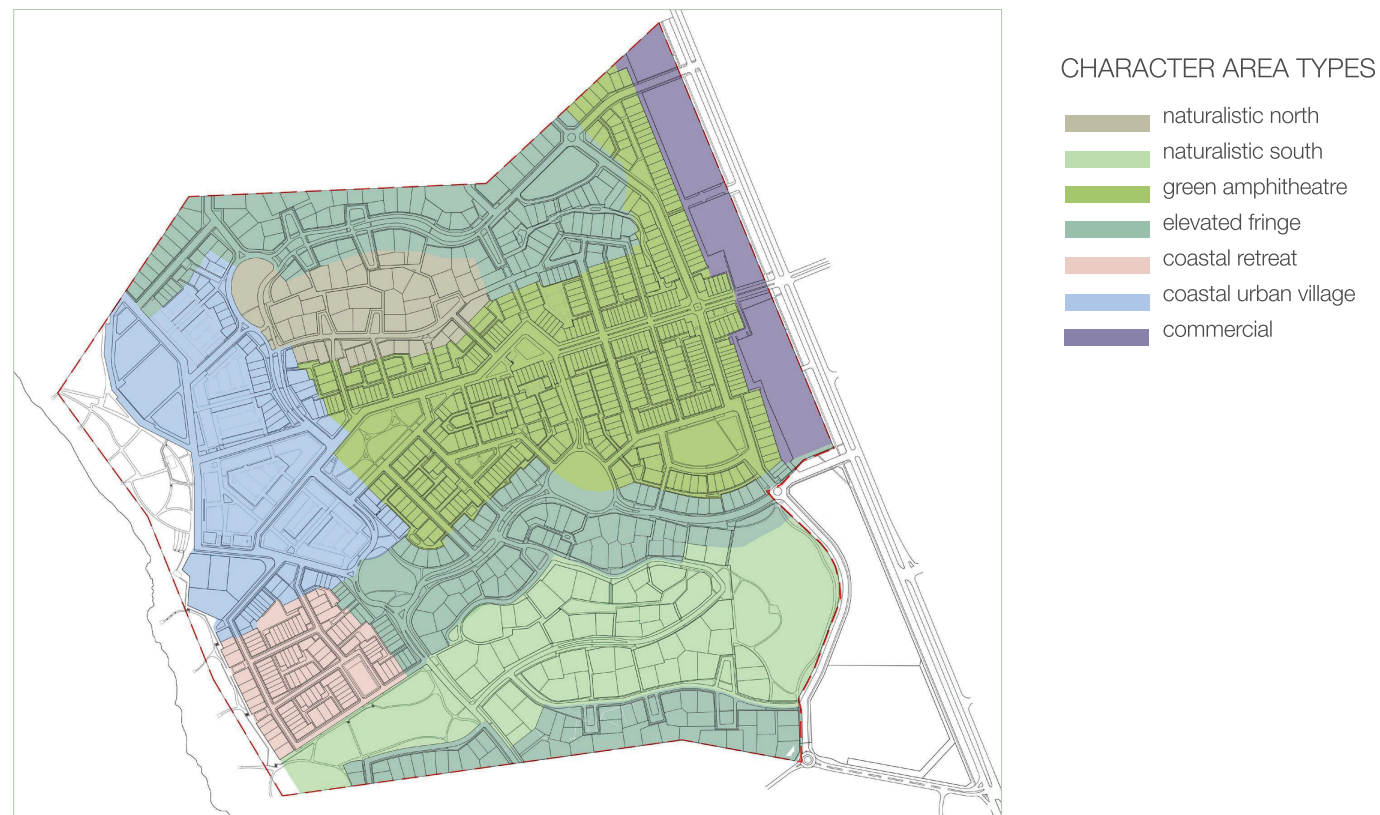 CHARACTER AREA TYPES
naturalistic north
naturalistic south
green amphitheatre
elevated fringe
coastal retreat
coastal urban village
commercial